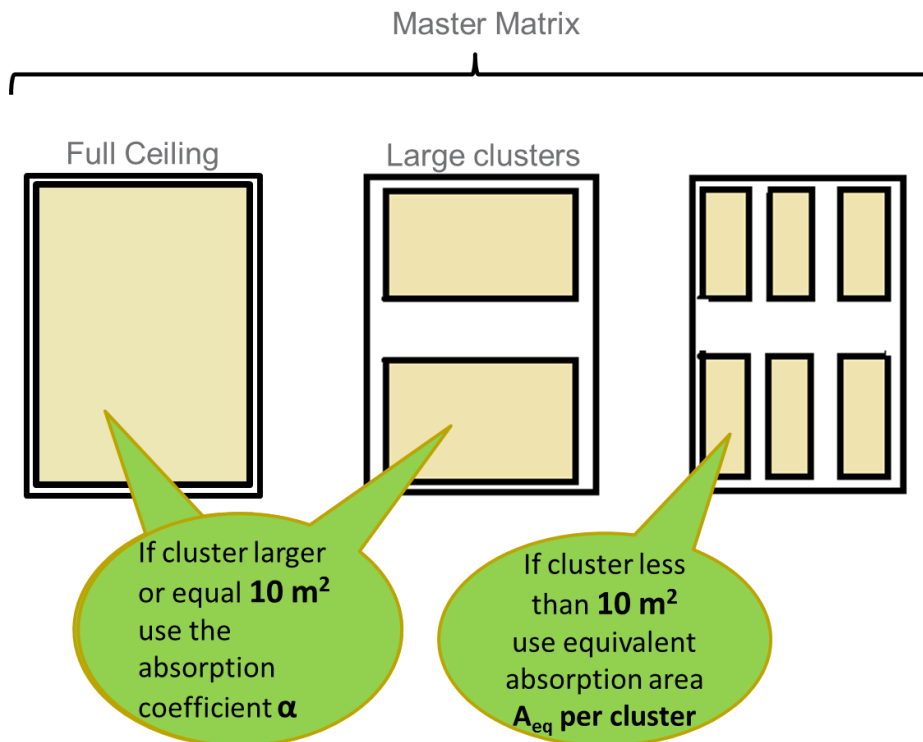 Master Matrix
Full Ceiling
Large clusters
If cluster larger
or equal 10 m²
use the
absorption
coefficient α
If cluster less
than 10 m²
use equivalent
absorption area
Aeq per cluster